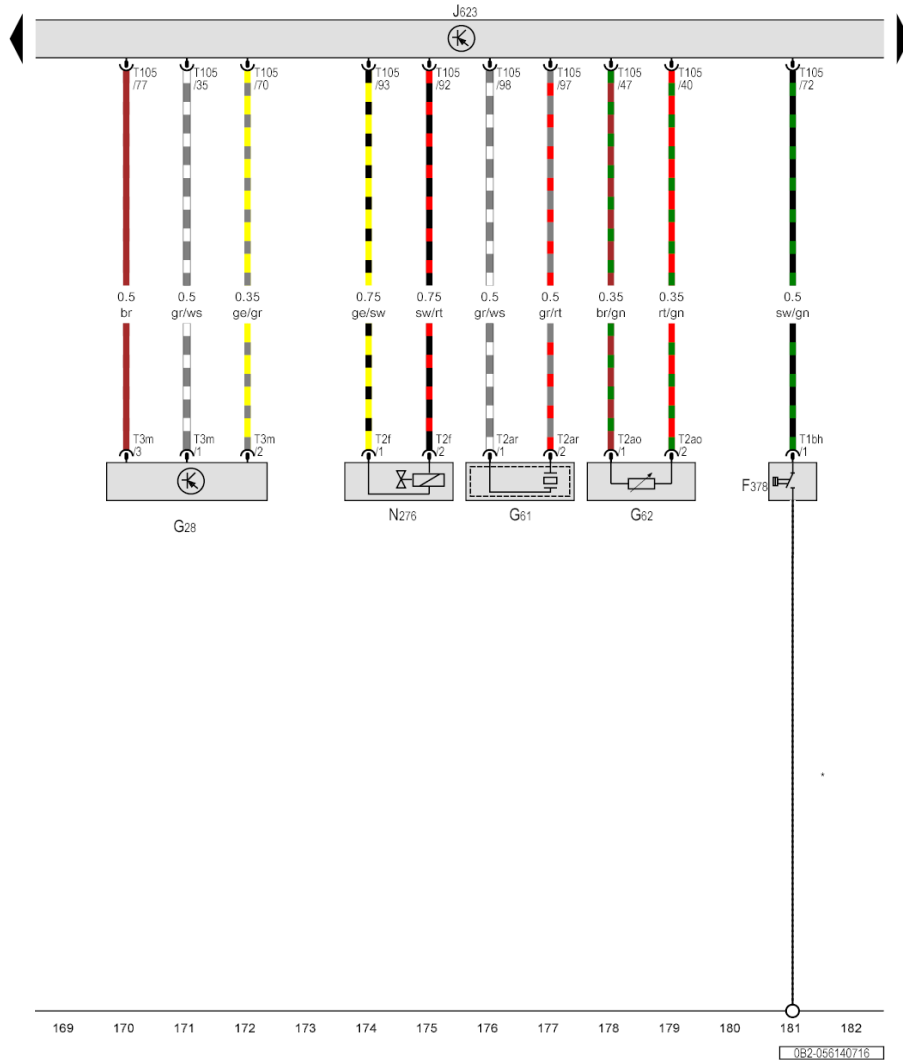 J623
T105 T105 T105 T105 T105 T105 T105 T105 T105 T105
/77 /35 /70 /93 /92 /98 /97 /47 /40 /72
0.5 0.5 0.35 0.75 0.75 0.5 0.5 0.35 0.35 0.5
br gr/ws ge/gr ge/sw sw/rt gr/ws gr/rt br/gn rt/gn sw/gn
T3m T3m T3m T2f T2f T2ar T2ar T2ao T2ao T1bh
/3 /1 /2 /1 /2 /1 /2 /1 /2 /1
F378
G28 N276 G61 G62
*
169 170 171 172 173 174 175 176 177 178 179 180 181 182
0B2-056140716